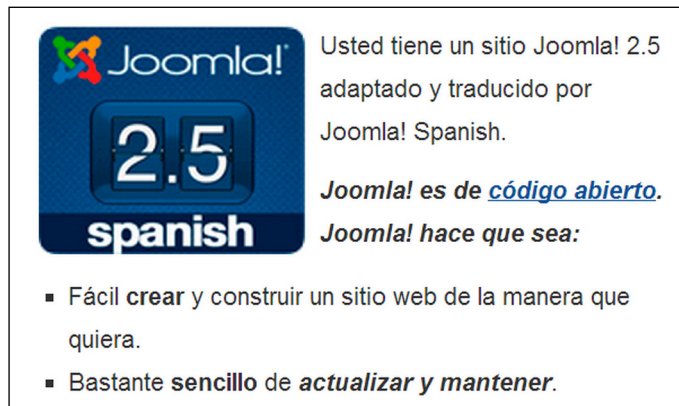 Joomla!
2.5
spanish
Usted tiene un sitio Joomla! 2.5
adaptado y traducido por
Joomla! Spanish.
Joomla! es de código abierto.
Joomla! hace que sea:
Fácil crear y construir un sitio web de la manera que
quiera.
Bastante sencillo de actualizar y mantener.